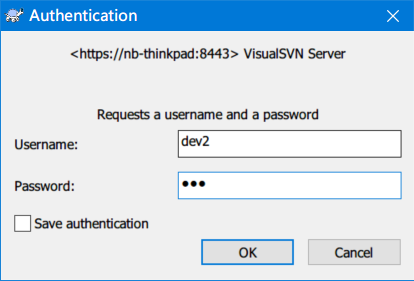 Authentication
<https://nb-thinkpad:8443> VisualSVN Server
Requests a username and a password
Username:
dev2
Password:
●●●
Save authentication
OK
Cancel